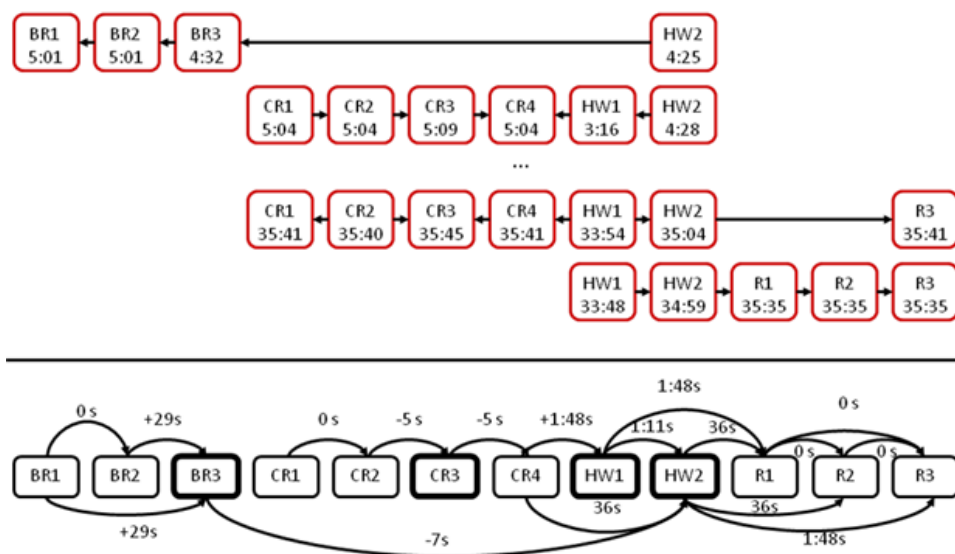 BR1 BR2 BR3 HW2
5:01 5:01 4:32 4:25
CR1 CR2 CR3 CR4 HW1 HW2
5:04 5:04 5:09 5:04 3:16 4:28
...
CR1 CR2 CR3 CR4 HW1 HW2 R3
35:41 35:40 35:45 35:41 33:54 35:04 35:41
HW1 HW2 R1 R2 R3
33:48 34:59 35:35 35:35 35:35
1:48s 0 s
0 s +29s 0 s -5s -5s +1:48s 1:11s 36s
0 s 0 s
BR1 BR2 BR3 CR1 CR2 CR3 CR4 HW1 HW2 R1 R2 R3
36s 36s
+29s -7s 1:48s